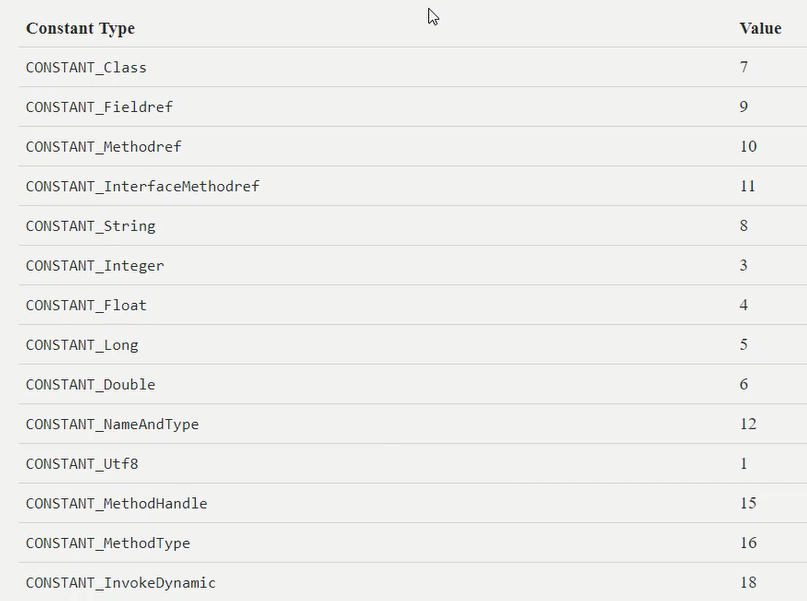 Constant Type Value
CONSTANT_Class 7
CONSTANT_Fieldref 9
CONSTANT_Methodref 10
CONSTANT_InterfaceMethodref 11
CONSTANT_String 8
CONSTANT_Integer 3
CONSTANT_Float 4
CONSTANT_Long 5
CONSTANT_Double 6
CONSTANT_NameAndType 12
CONSTANT_Utf8 1
CONSTANT_MethodHandle 15
CONSTANT_MethodType 16
CONSTANT_InvokeDynamic 18